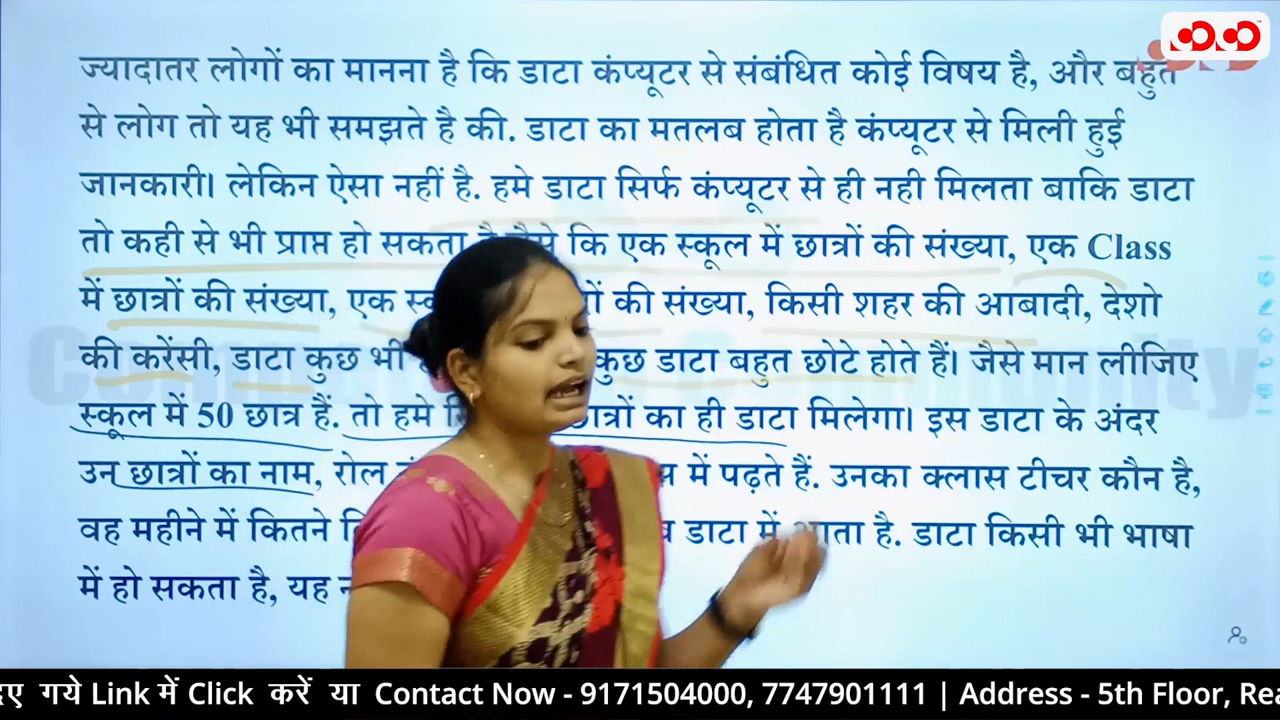 ज्यादातर लोगों का मानना है कि डाटा कंप्यूटर से संबंधित कोई विषय है, और बहुत
से लोग तो यह भी समझते है की. डाटा का मतलब होता है कंप्यूटर से मिली हुई
जानकारी। लेकिन ऐसा नहीं है. हमे डाटा सिर्फ कंप्यूटर से ही नही मिलता बाकि डाटा
तो कही से भी प्राप्त हो सकता है जैसे कि एक स्कूल में छात्रों की संख्या, एक Class
में छात्रों की संख्या, एक की संख्या, किसी शहर की आबादी, देशो
की करेंसी, डाटा कुछ भी कुछ डाटा बहुत छोटे होते हैं। जैसे मान लीजिए
स्कूल में 50 छात्र हैं. तो हमे छात्रों का ही डाटा मिलेगा। इस डाटा के अंदर
उन छात्रों का नाम, रोल में पढ़ते हैं. उनका क्लास टीचर कौन है,
वह महीने में कितने डाटा में आता है. डाटा किसी भी भाषा
में हो सकता है, यह
गये Link में Click करें या Contact Now - 9171504000, 7747901111 | Address - 5th Floor,